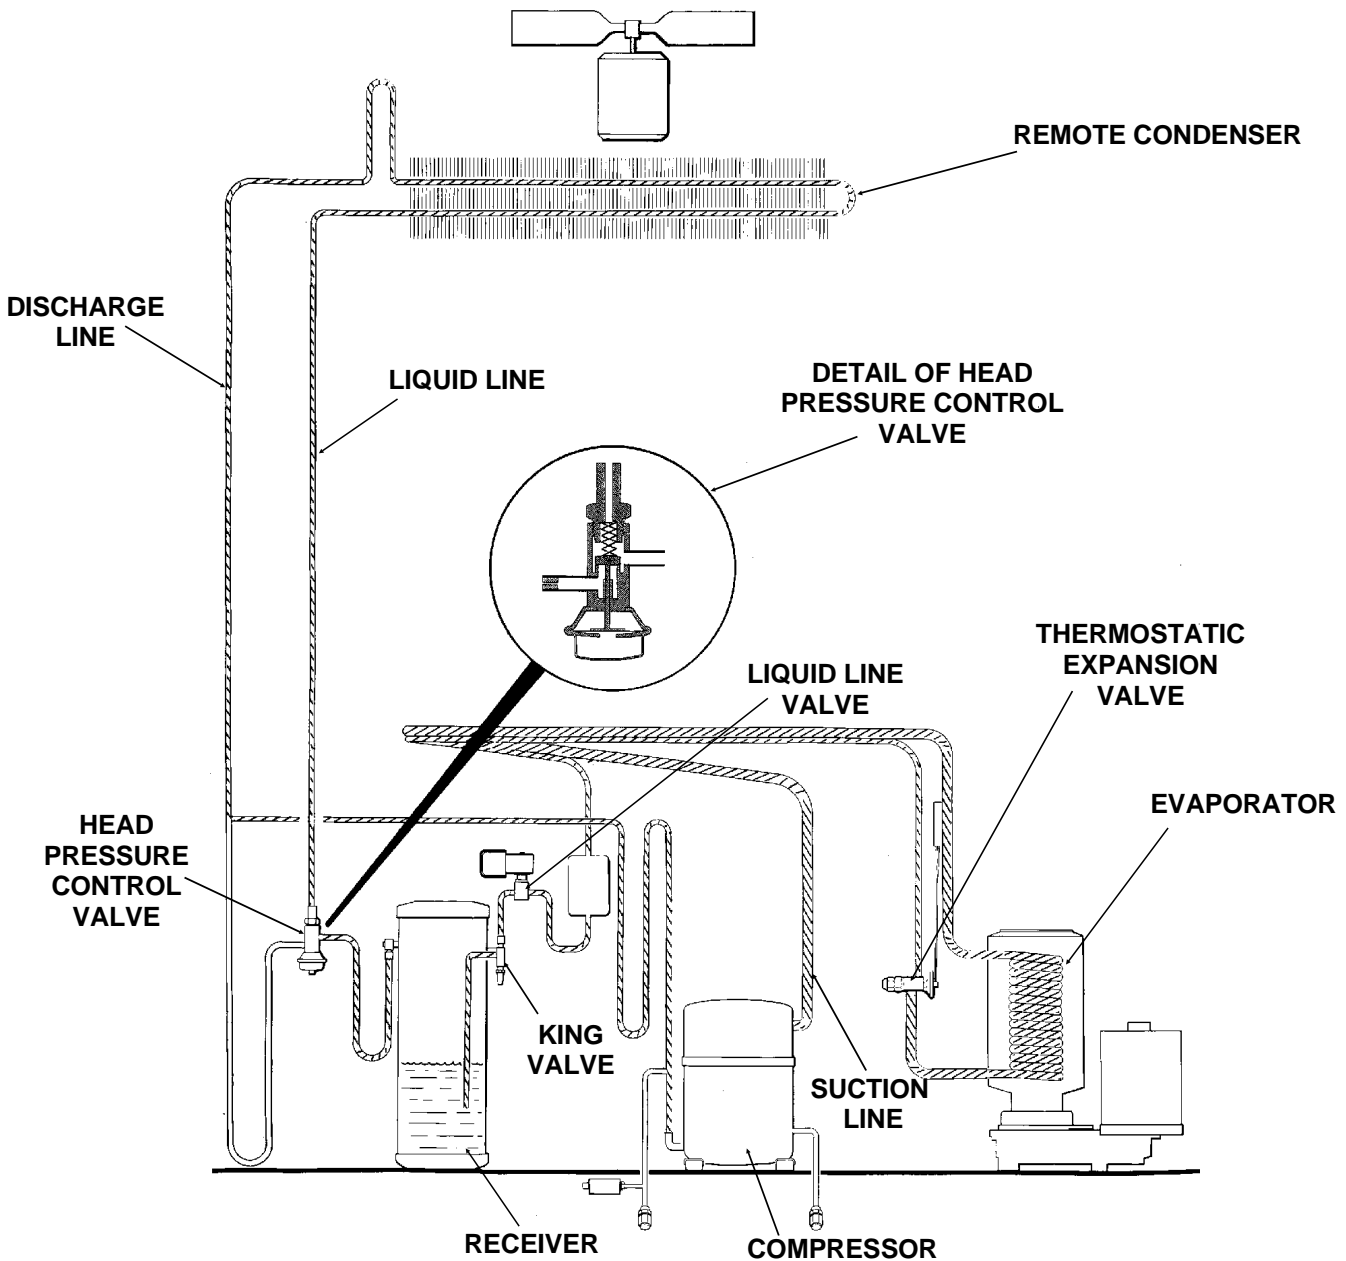 REMOTE CONDENSER
DISCHARGE
LINE
LIQUID LINE
DETAIL OF HEAD
PRESSURE CONTROL
VALVE
THERMOSTATIC
EXPANSION
VALVE
LIQUID LINE
VALVE
EVAPORATOR
HEAD
PRESSURE
CONTROL
VALVE
KING
VALVE
SUCTION
LINE
RECEIVER
COMPRESSOR